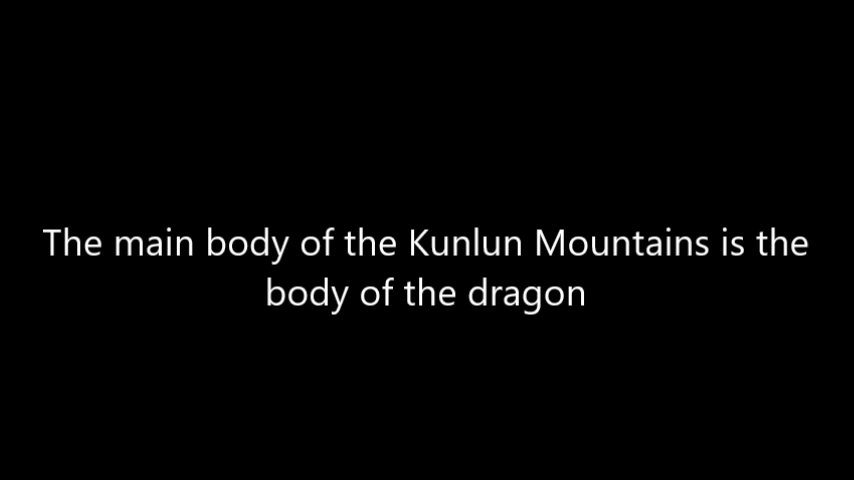 The main body of the Kunlun Mountains is the
body of the dragon